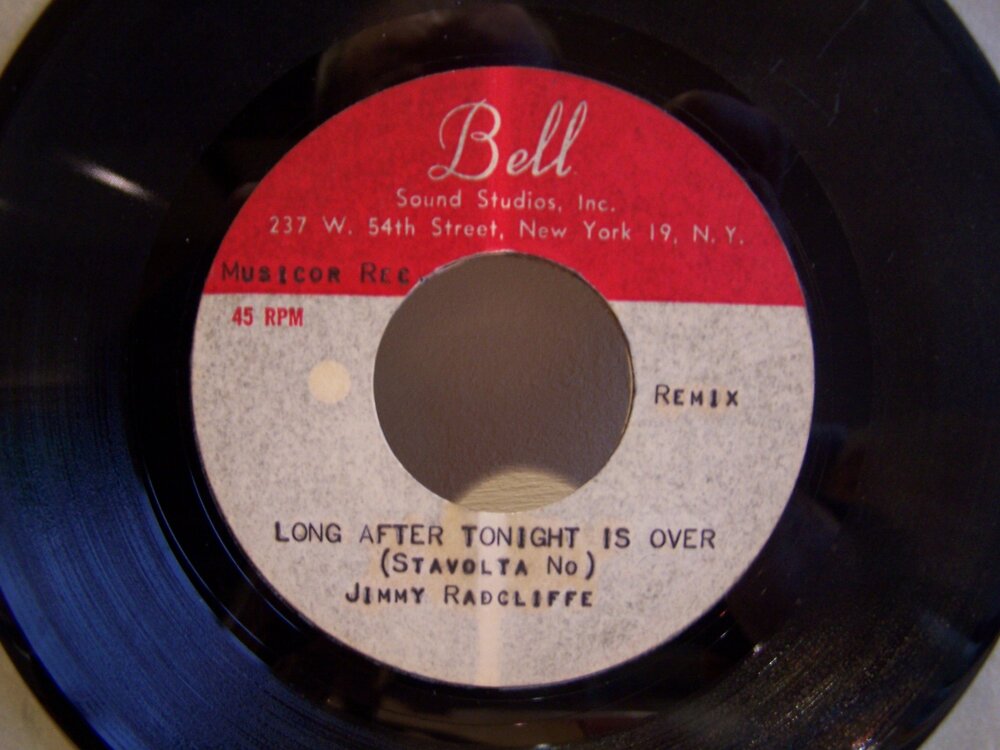 Bell
Sound Studios, Inc.
237 W. 54th Street, New York 19, N.Y.
MUSICOR REC.
45 RPM
REMIX
LONG AFTER TONIGHT IS OVER
(STAVOLTA NO)
JIMMY RADCLIFFE